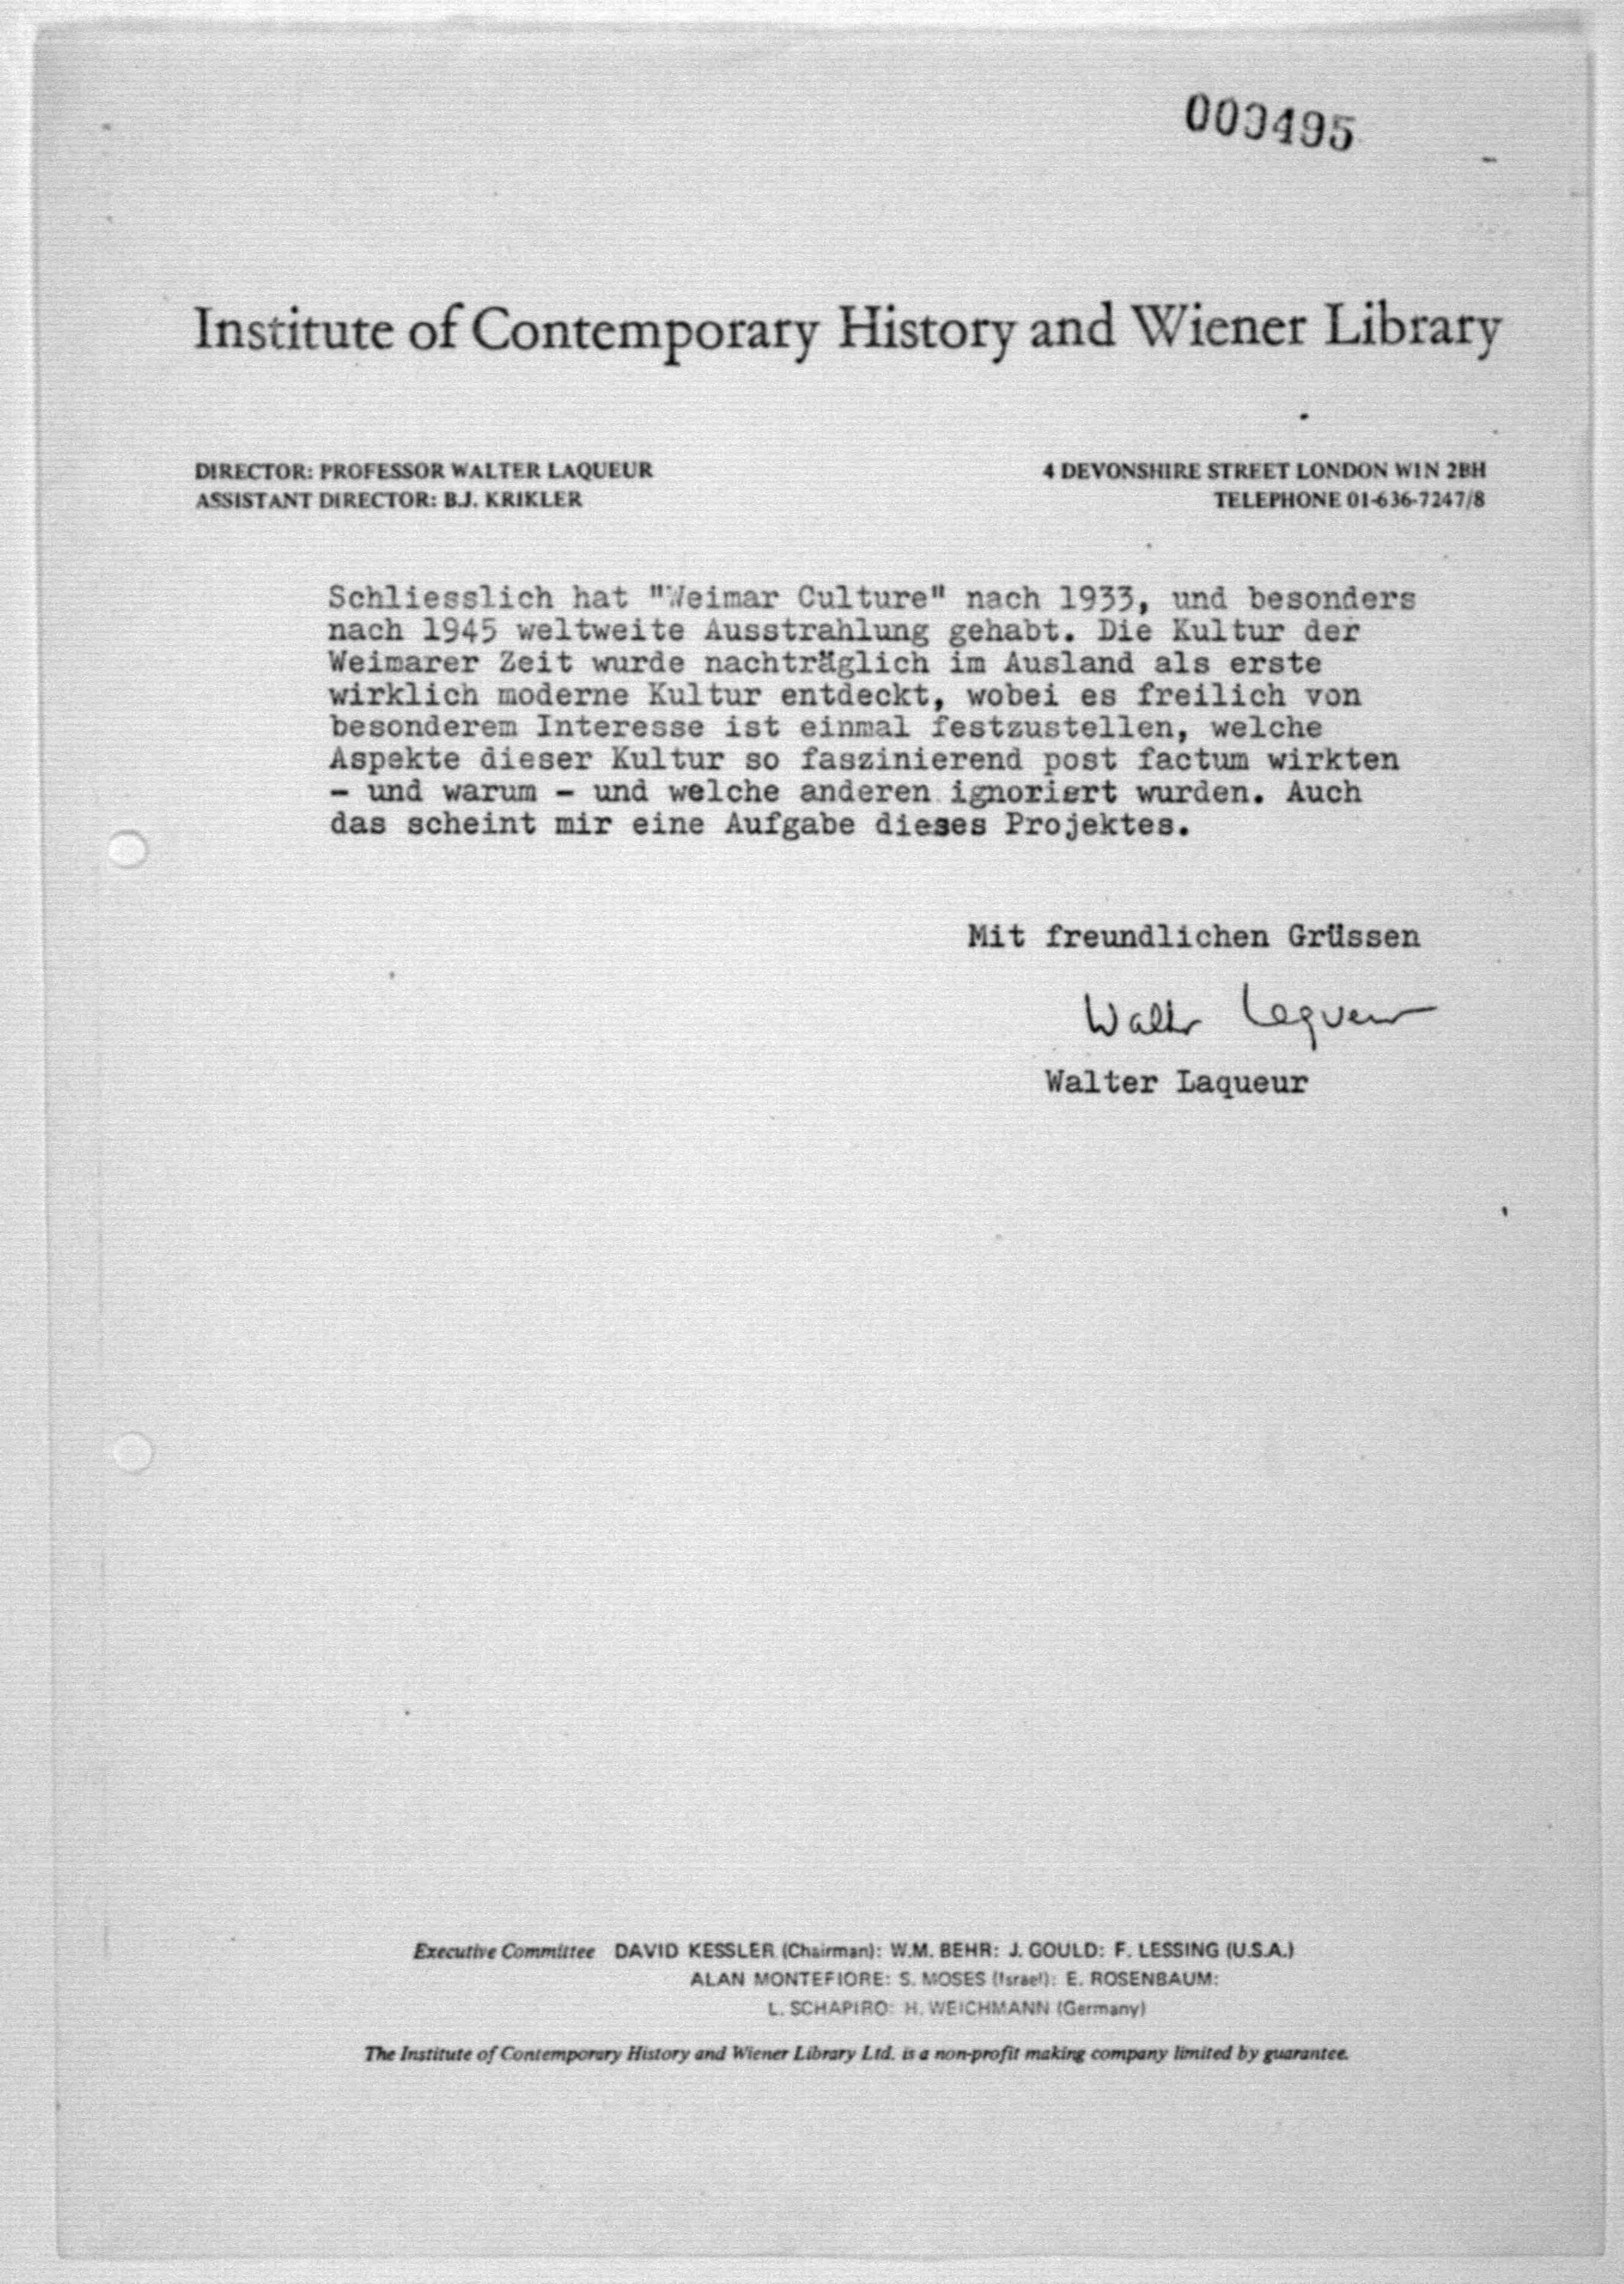 003495
Institute of Contemporary History and Wiener Library
DIRECTOR: PROFESSOR WALTER LAQUEUR
ASSISTANT DIRECTOR: B.J. KRIKLER
4 DEVONSHIRE STREET LONDON W1N 2BH
TELEPHONE 01-636-7247/8
Schliesslich hat "Weimar Culture" nach 1933, und besonders
nach 1945 weltweite Ausstrahlung gehabt. Die Kultur der
Weimarer Zeit wurde nachträglich im Ausland als erste
wirklich moderne Kultur entdeckt, wobei es freilich von
besonderem Interesse ist einmal festzustellen, welche
Aspekte dieser Kultur so faszinierend post factum wirkten
- und warum - und welche anderen ignoriert wurden. Auch
das scheint mir eine Aufgabe dieses Projektes.
Mit freundlichen Grüssen
Walter Laqueur
Walter Laqueur
Executive Committee DAVID KESSLER (Chairman): W.M. BEHR: J. GOULD: F. LESSING (U.S.A.)
ALAN MONTEFIORE: S. MOSES (Israel): E. ROSENBAUM:
L. SCHAPIRO: H. WEICHMANN (Germany)
The Institute of Contemporary History and Wiener Library Ltd. is a non-profit making company limited by guarantee.